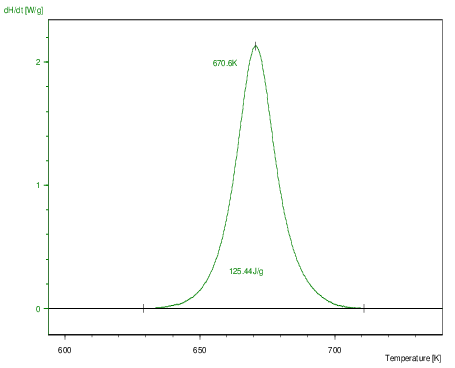 dH/dt [W/g]
2
670.6K
1
125.44J/g
0
600 650 700
Temperature [K]